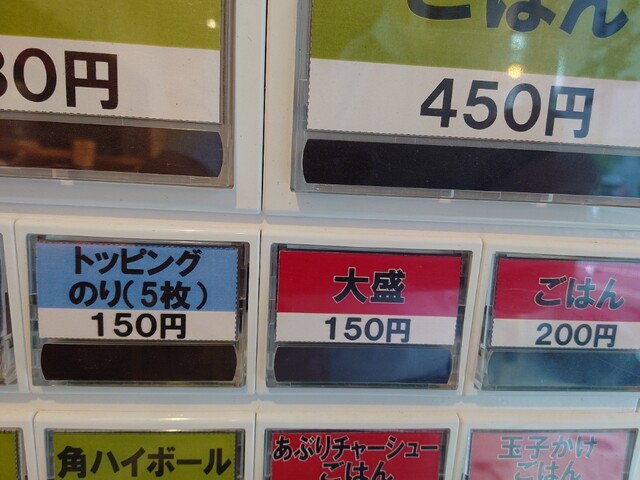 ごはん
80円
450円
トッピング
のり(5枚)
150円
大盛
150円
ごはん
200円
角ハイボール
あぶりチャーシュー
ごはん
玉子かけ
ごはん